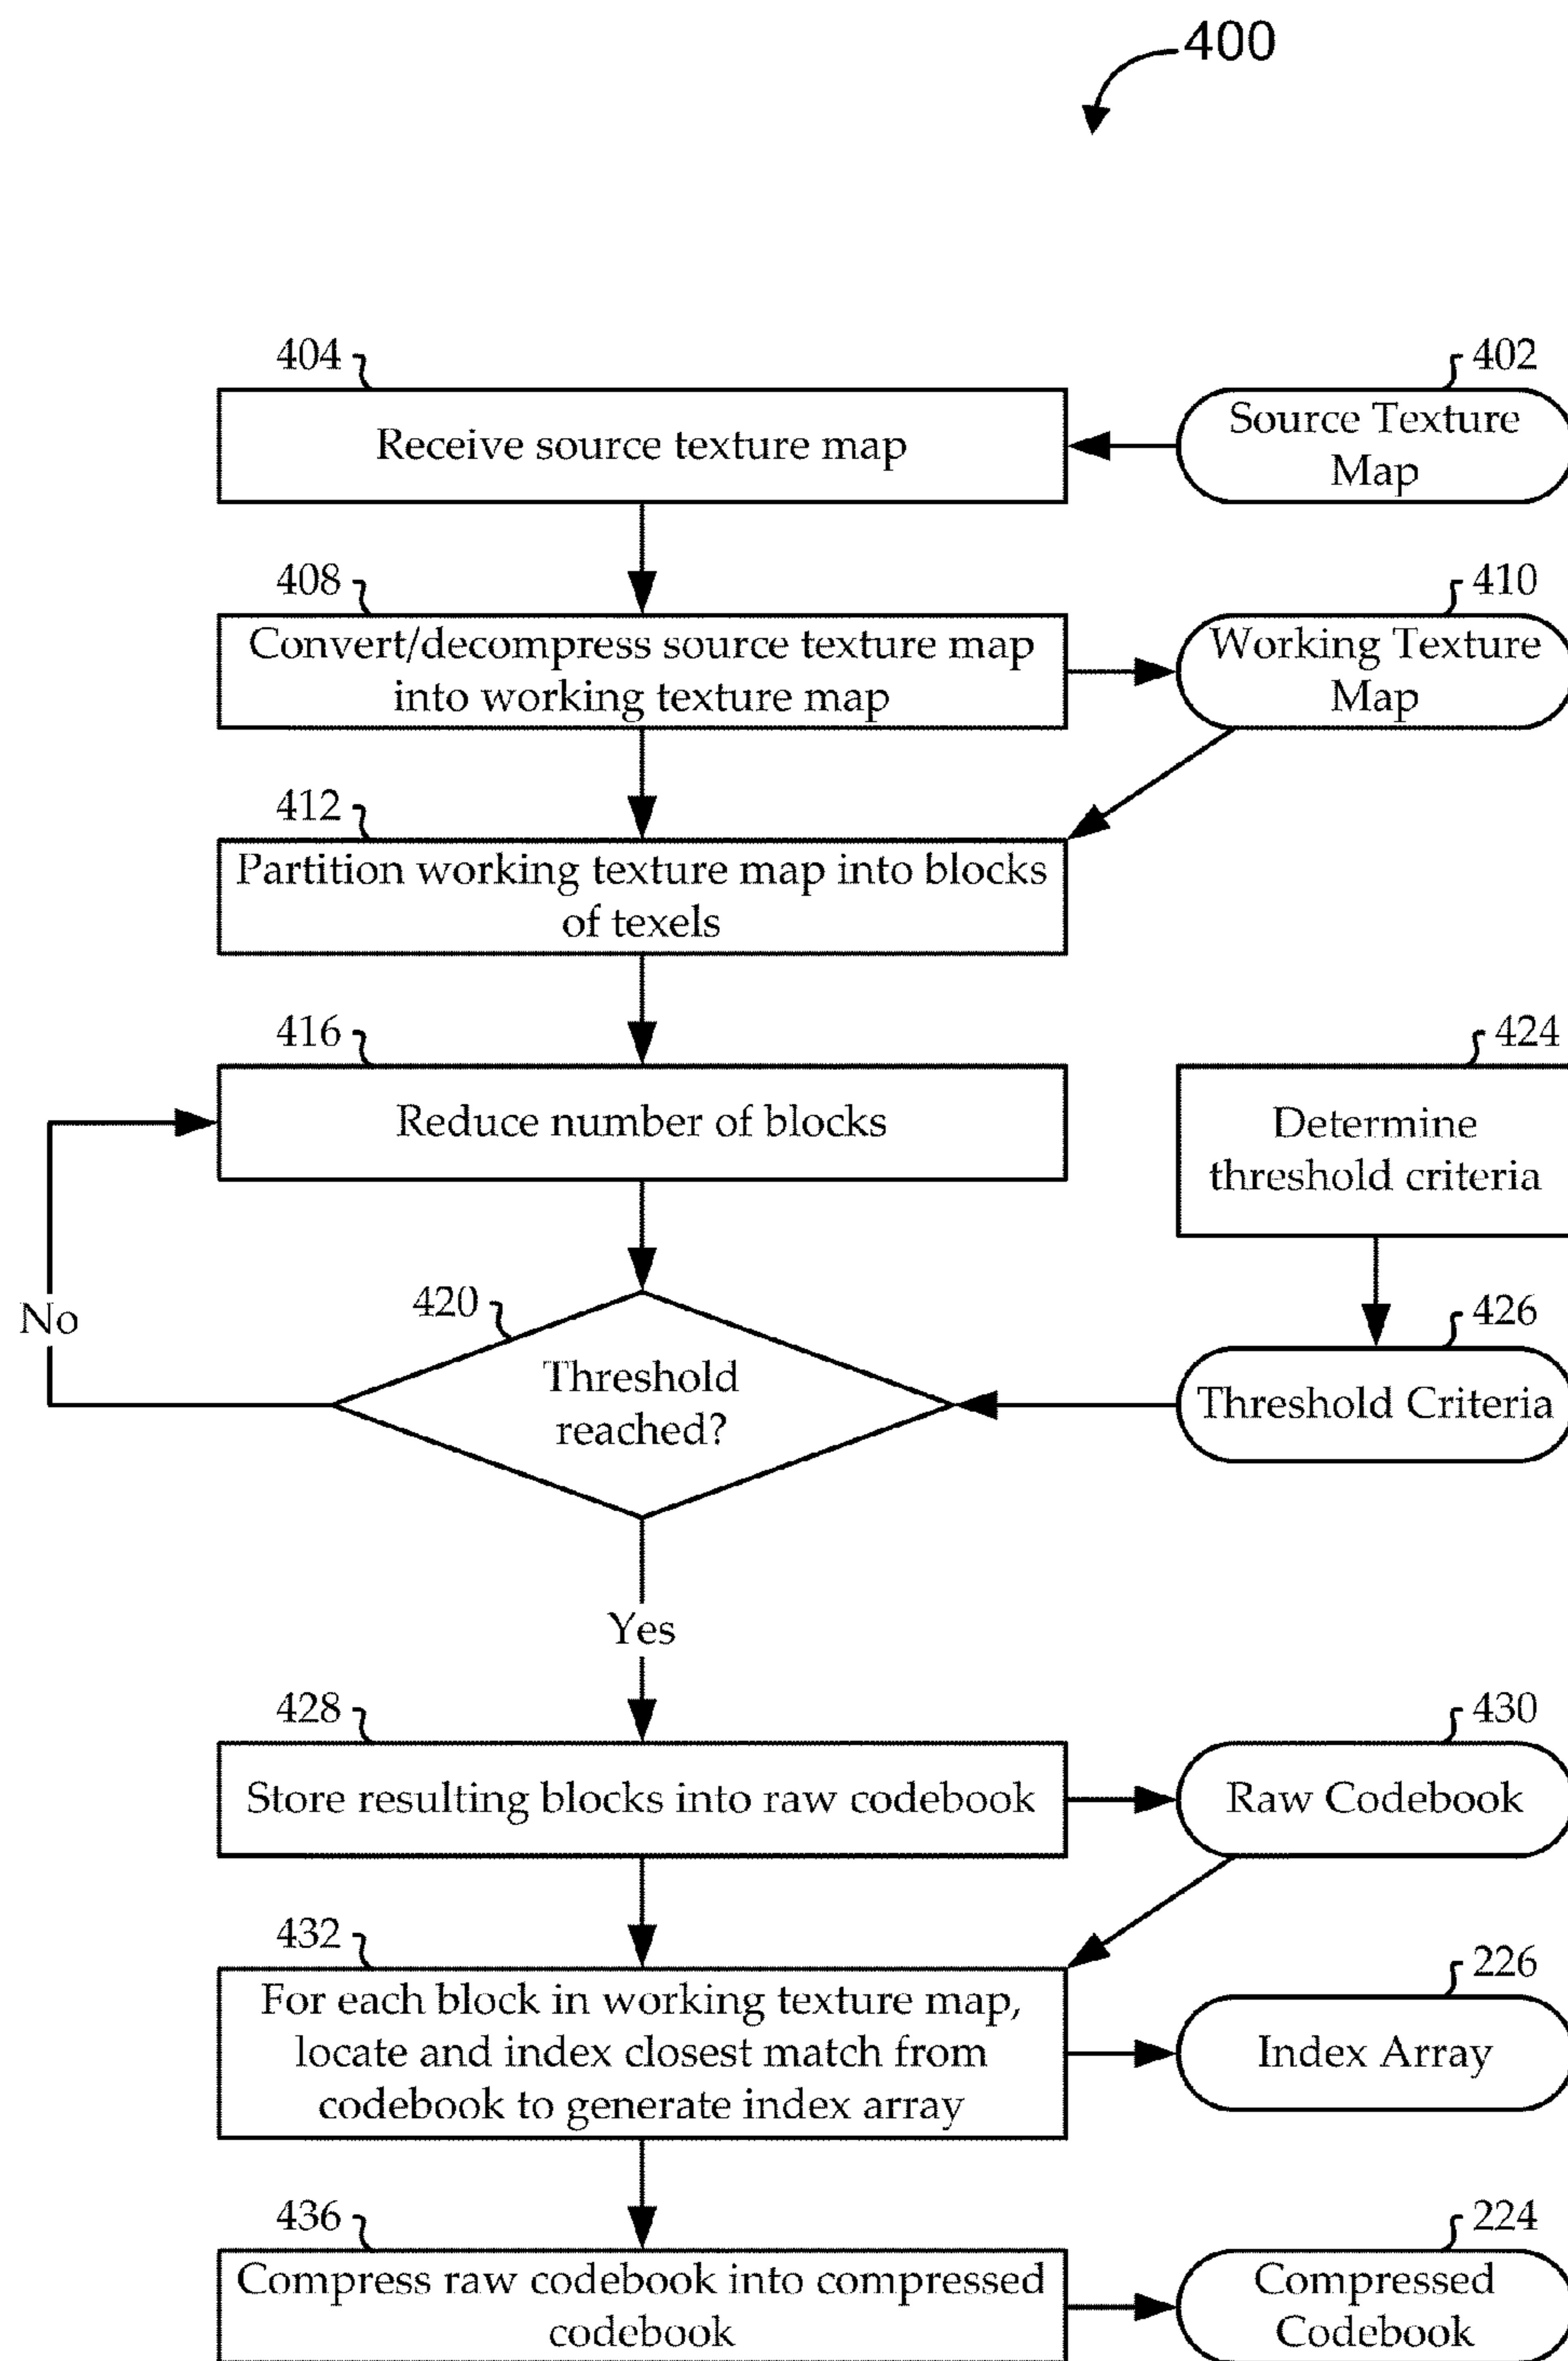 400
404
402
Receive source texture map
Source Texture
Map
408
410
Convert/decompress source texture map
into working texture map
Working Texture
Map
412
Partition working texture map into blocks
of texels
416
424
Reduce number of blocks
Determine
threshold criteria
No
420
426
Threshold
reached?
Threshold Criteria
Yes
428
430
Store resulting blocks into raw codebook
Raw Codebook
432
226
For each block in working texture map,
locate and index closest match from
codebook to generate index array
Index Array
436
224
Compress raw codebook into compressed
codebook
Compressed
Codebook